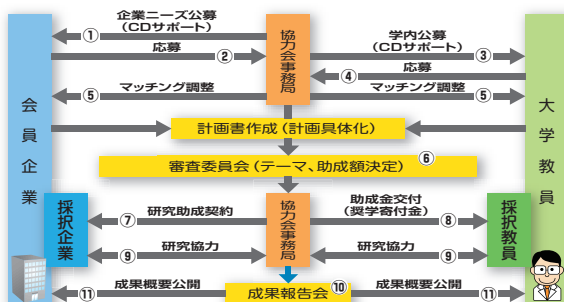 企業ニーズ公募
(CDサポート)
①
応募
②
協力会事務局
学内公募
(CDサポート)
③
④
応募
⑤
マッチング調整
マッチング調整
⑤
会員企業
大学教員
計画書作成(計画具体化)
審査委員会(テーマ、助成額決定)
⑥
採択企業
⑦
研究助成契約
協力会事務局
助成金交付
(奨学寄付金)
⑧
採択教員
⑨
研究協力
研究協力
⑨
⑪
成果概要公開
成果報告会
⑩
成果概要公開
⑪